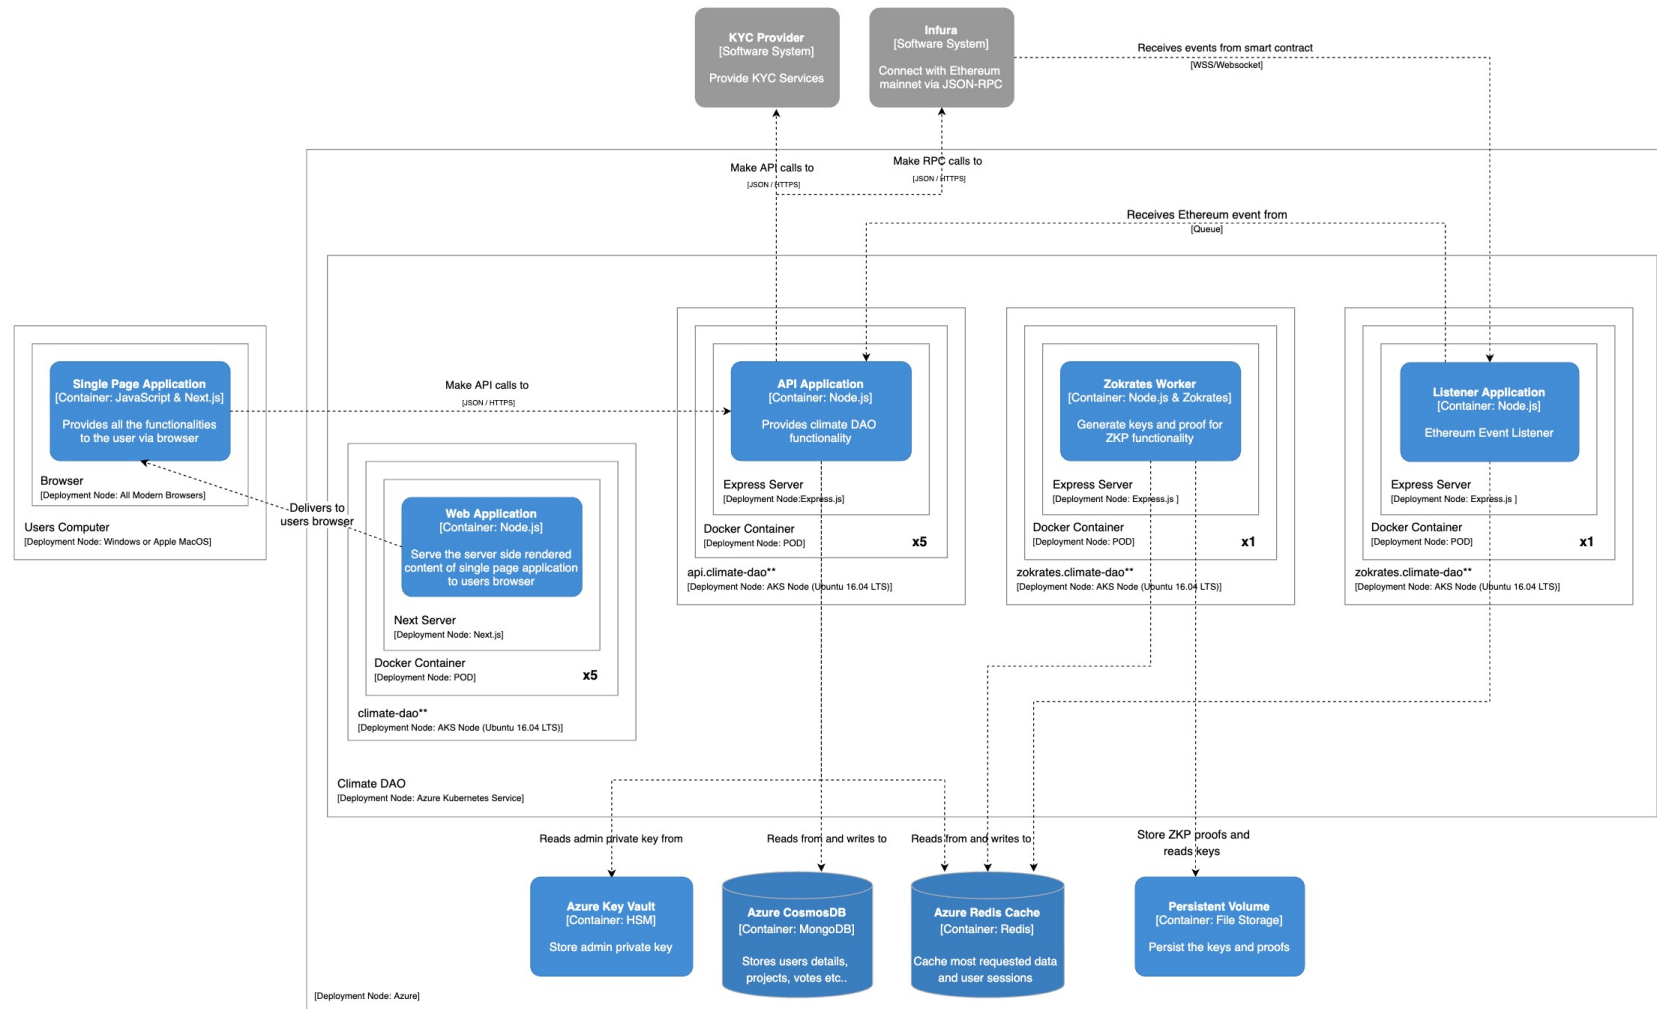 KYC Provider
[Software System]
Provide KYC Services
Infura
[Software System]
Connect with Ethereum
mainnet via JSON-RPC
Receives events from smart contract
[WSS/Websocket]
Make API calls to
[JSON / HTTPS]
Make RPC calls to
[JSON / HTTPS]
Receives Ethereum event from
[Queue]
Single Page Application
[Container: JavaScript & Next.js]
Provides all the functionalities
to the user via browser
Browser
[Deployment Node: All Modern Browsers]
Users Computer
[Deployment Node: Windows or Apple MacOS]
Make API calls to
[JSON / HTTPS]
Delivers to
users browser
Web Application
[Container: Node.js]
Serve the server side rendered
content of single page application
to users browser
Next Server
[Deployment Node: Next.js]
Docker Container
[Deployment Node: POD]
x5
climate-dao**
[Deployment Node: AKS Node (Ubuntu 16.04 LTS)]
API Application
[Container: Node.js]
Provides climate DAO
functionality
Express Server
[Deployment Node:Express.js]
Docker Container
[Deployment Node: POD]
x5
api.climate-dao**
[Deployment Node: AKS Node (Ubuntu 16.04 LTS)]
Zokrates Worker
[Container: Node.js & Zokrates]
Generate keys and proof for
ZKP functionality
Express Server
[Deployment Node: Express.js ]
Docker Container
[Deployment Node: POD]
x1
zokrates.climate-dao**
[Deployment Node: AKS Node (Ubuntu 16.04 LTS)]
Listener Application
[Container: Node.js]
Ethereum Event Listener
Express Server
[Deployment Node: Express.js ]
Docker Container
[Deployment Node: POD]
x1
zokrates.climate-dao**
[Deployment Node: AKS Node (Ubuntu 16.04 LTS)]
Climate DAO
[Deployment Node: Azure Kubernetes Service]
Reads admin private key from
Reads from and writes to
Reads from and writes to
Store ZKP proofs and
reads keys
Azure Key Vault
[Container: HSM]
Store admin private key
Azure CosmosDB
[Container: MongoDB]
Stores users details,
projects, votes etc..
Azure Redis Cache
[Container: Redis]
Cache most requested data
and user sessions
Persistent Volume
[Container: File Storage]
Persist the keys and proofs
[Deployment Node: Azure]